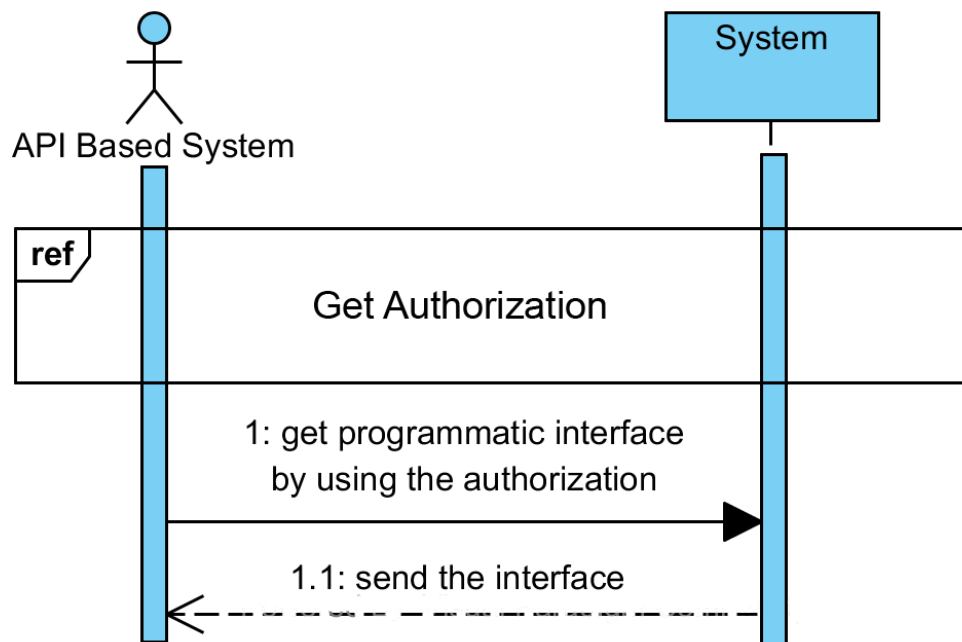 System
API Based System
ref
Get Authorization
1: get programmatic interface
by using the authorization
1.1: send the interface